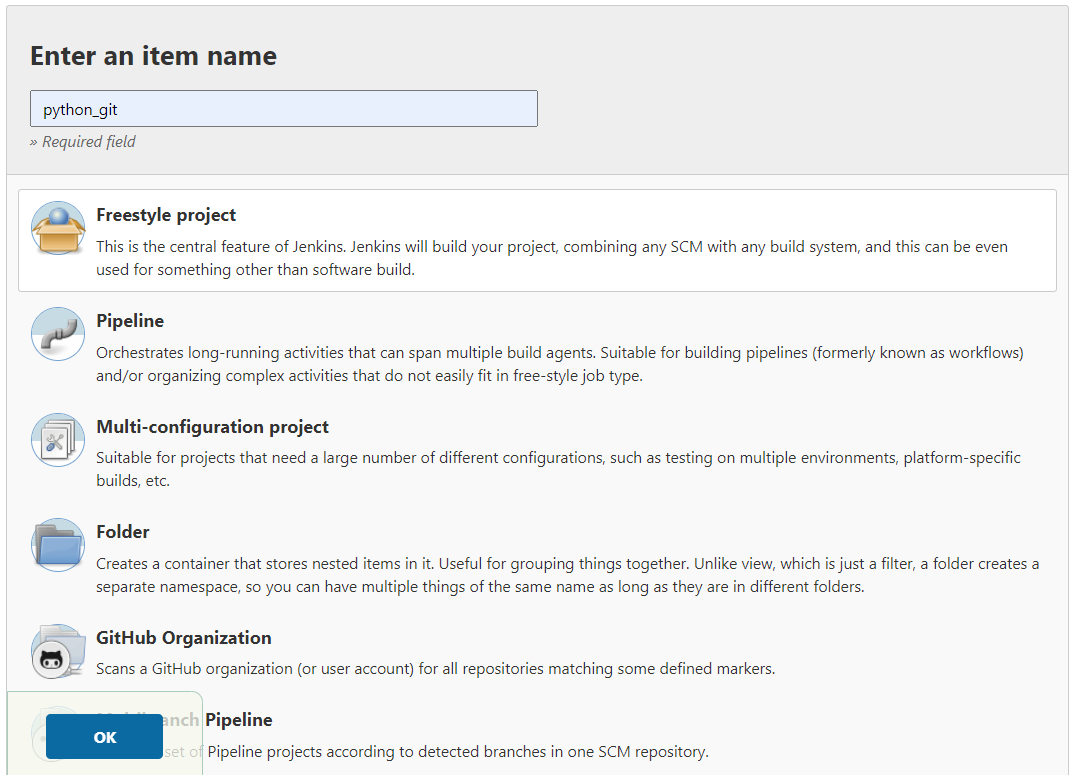 Enter an item name
python_git
» Required field
Freestyle project
This is the central feature of Jenkins. Jenkins will build your project, combining any SCM with any build system, and this can be even
used for something other than software build.
Pipeline
Orchestrates long-running activities that can span multiple build agents. Suitable for building pipelines (formerly known as workflows)
and/or organizing complex activities that do not easily fit in free-style job type.
Multi-configuration project
Suitable for projects that need a large number of different configurations, such as testing on multiple environments, platform-specific
builds, etc.
Folder
Creates a container that stores nested items in it. Useful for grouping things together. Unlike view, which is just a filter, a folder creates a
separate namespace, so you can have multiple things of the same name as long as they are in different folders.
GitHub Organization
Scans a GitHub organization (or user account) for all repositories matching some defined markers.
Pipeline
OK
set of Pipeline projects according to detected branches in one SCM repository.